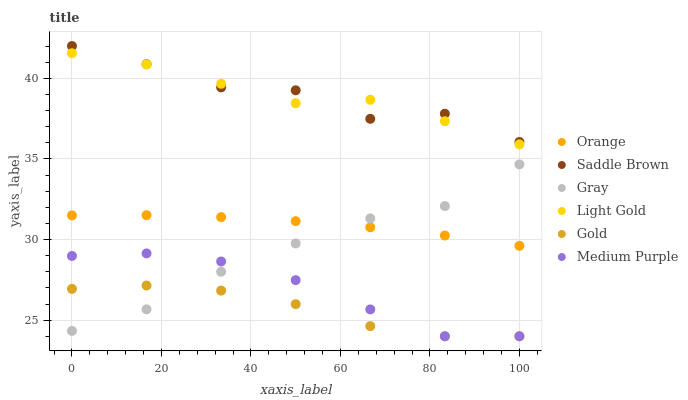 title
yaxis_label
40
35
30
25
0
20
40
60
80
100
xaxis_label
Orange
Saddle Brown
Gray
Light Gold
Gold
Medium Purple